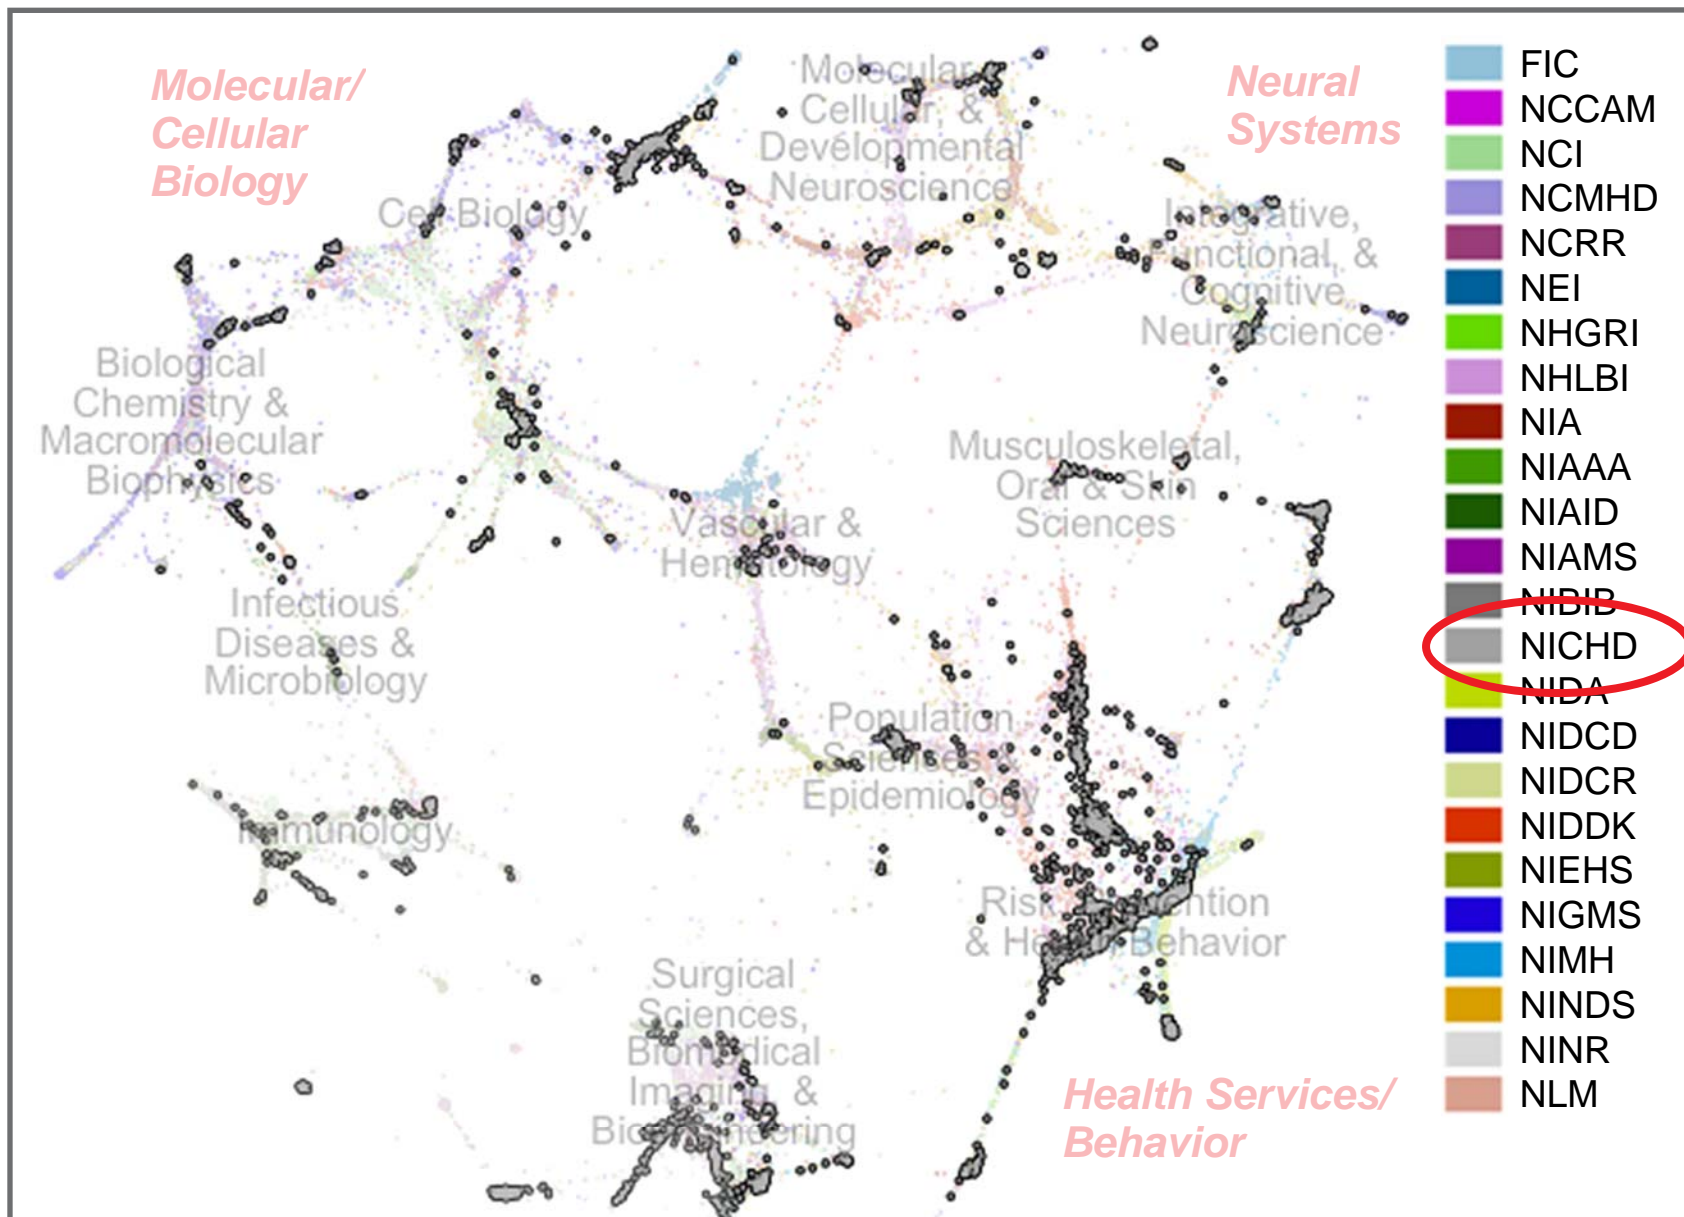 Molecular/
Cellular
Biology
Molecular,
Cellular, &
Developmental
Neuroscience
Neural
Systems
Cell Biology
Integrative,
Functional, &
Cognitive
Neuroscience
Biological
Chemistry &
Macromolecular
Biophysics
Musculoskeletal,
Oral & Skin
Sciences
Vascular &
Hematology
Infectious
Diseases &
Microbiology
Population
Sciences &
Epidemiology
Immunology
Risk, Prevention
& Health Behavior
Surgical
Sciences,
Biomedical
Imaging, &
Bioengineering
Health Services/
Behavior
FIC
NCCAM
NCI
NCMHD
NCRR
NEI
NHGRI
NHLBI
NIA
NIAAA
NIAID
NIAMS
NIBIB
NICHD
NIDA
NIDCD
NIDCR
NIDDK
NIEHS
NIGMS
NIMH
NINDS
NINR
NLM